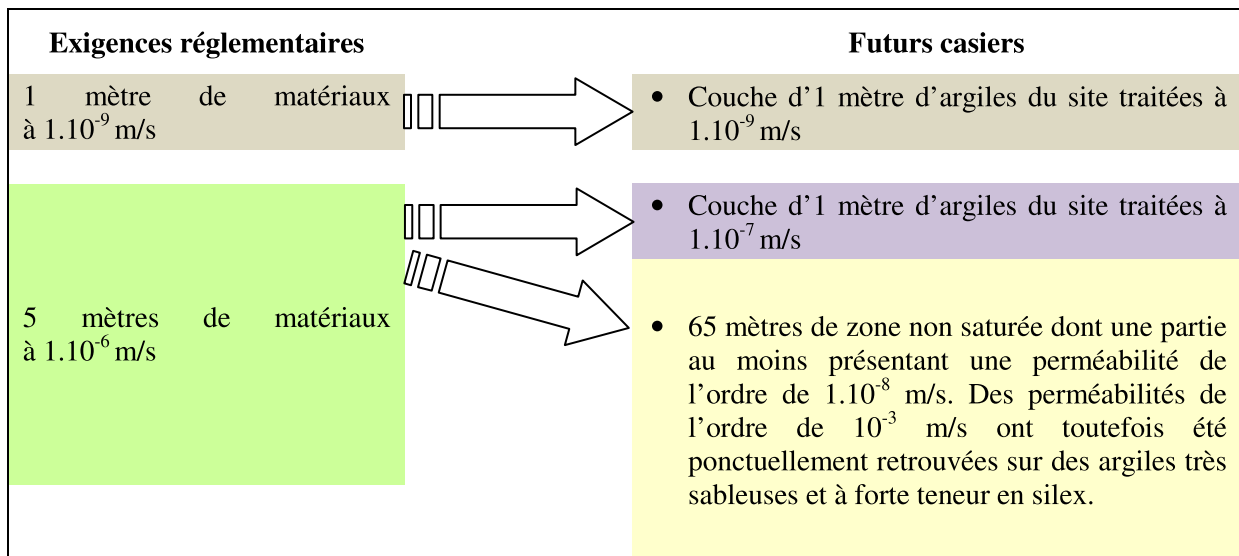 Exigences réglementaires
Futurs casiers
1 mètre de matériaux
à 1.10⁻⁹ m/s
• Couche d'1 mètre d'argiles du site traitées à
1.10⁻⁹ m/s
5 mètres de matériaux
à 1.10⁻⁶ m/s
• Couche d'1 mètre d'argiles du site traitées à
1.10⁻⁷ m/s
• 65 mètres de zone non saturée dont une partie
au moins présentant une perméabilité de
l'ordre de 1.10⁻⁸ m/s. Des perméabilités de
l'ordre de 10⁻³ m/s ont toutefois été
ponctuellement retrouvées sur des argiles très
sableuses et à forte teneur en silex.